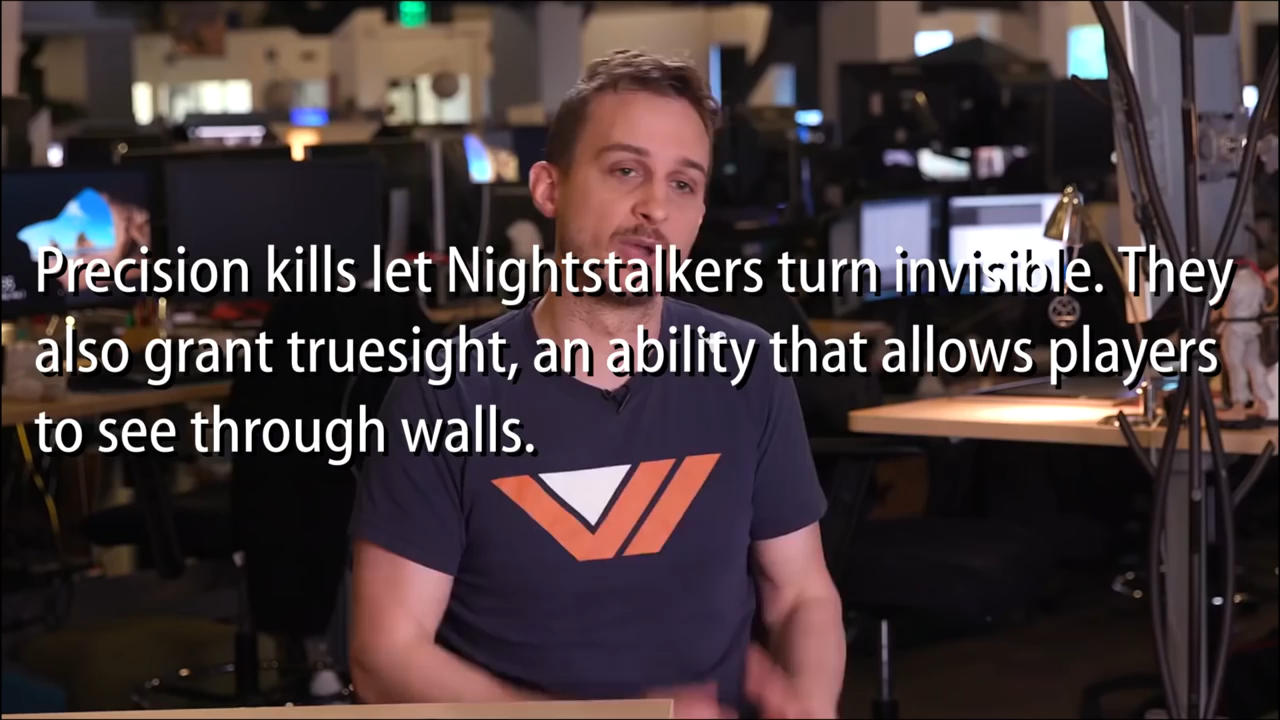 Precision kills let Nightstalkers turn invisible. They
also grant truesight, an ability that allows players
to see through walls.